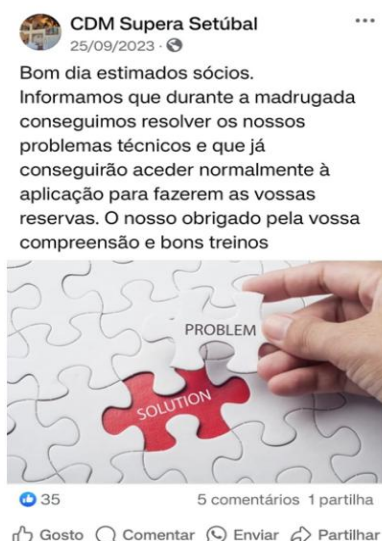 CDM Supera Setúbal
25/09/2023 ·
Bom dia estimados sócios.
Informamos que durante a madrugada
conseguimos resolver os nossos
problemas técnicos e que já
conseguirão aceder normalmente à
aplicação para fazerem as vossas
reservas. O nosso obrigado pela vossa
compreensão e bons treinos
PROBLEM
SOLUTION
35 5 comentários 1 partilha
Gosto Comentar Enviar Partilhar